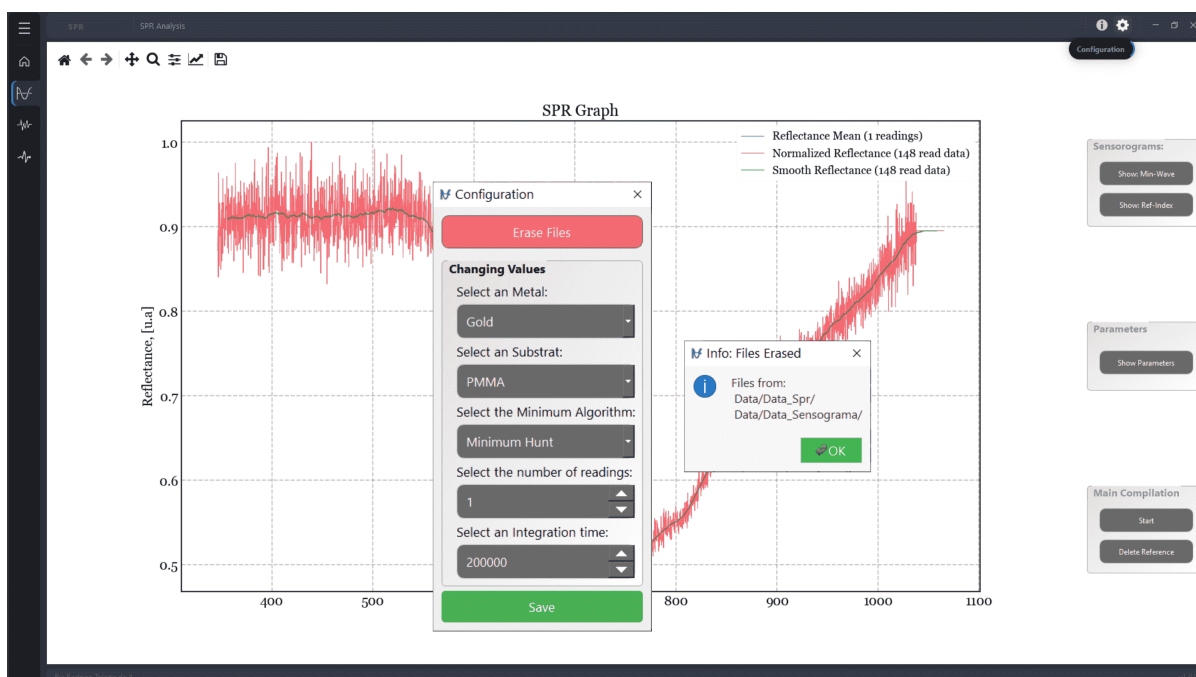 SPR
SPR Analysis
Configuration
SPR Graph
Reflectance Mean (1 readings)
Normalized Reflectance (148 read data)
Smooth Reflectance (148 read data)
Reflectance, [u.a]
1.0
0.9
0.8
0.7
0.6
0.5
400
500
800
900
1000
1100
Configuration
Erase Files
Changing Values
Select an Metal:
Gold
Select an Substrat:
PMMA
Select the Minimum Algorithm:
Minimum Hunt
Select the number of readings:
1
Select an Integration time:
200000
Save
Info: Files Erased
Files from:
Data/Data_Spr/
Data/Data_Sensograma/
OK
Sensorograms:
Show: Min-Wave
Show: Ref-Index
Parameters
Show Parameters
Main Compilation
Start
Delete Reference